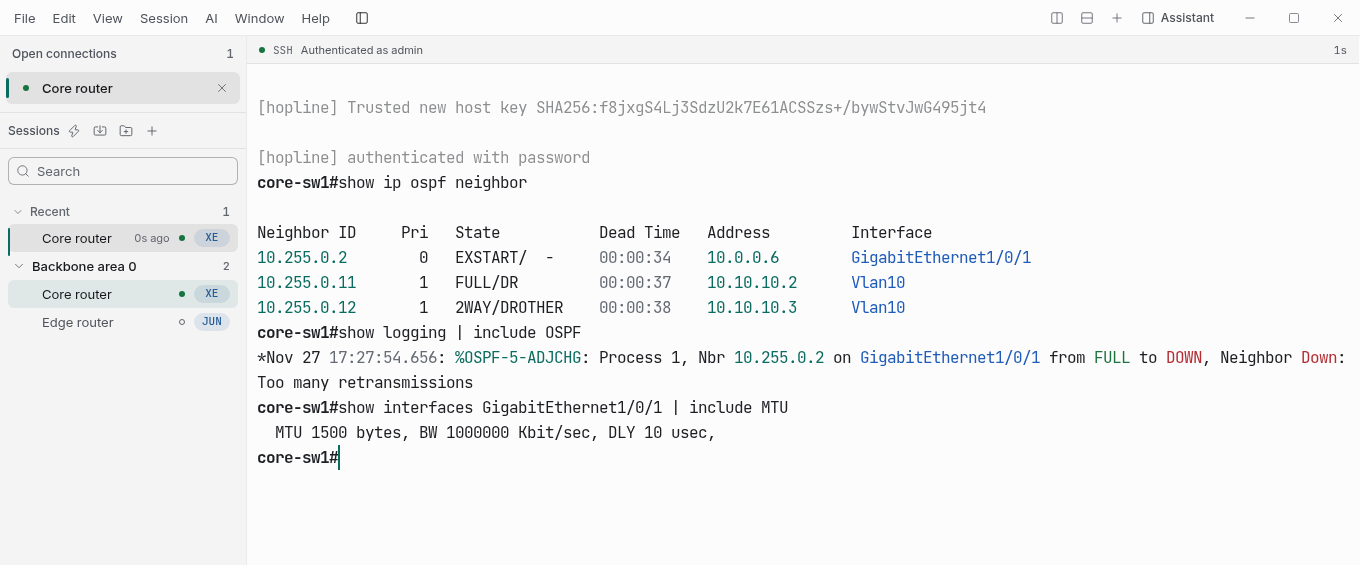 File Edit View Session AI Window Help Assistant
Open connections 1
Core router
SSH Authenticated as admin 1s
Sessions
Search
Recent 1
Core router 0s ago XE
Backbone area 0 2
Core router XE
Edge router JUN
[hopline] Trusted new host key SHA256:f8jxgS4Lj3SdzU2k7E61ACSSzs+/bywStvJwG495jt4
[hopline] authenticated with password
core-sw1#show ip ospf neighbor
Neighbor ID Pri State Dead Time Address Interface
10.255.0.2 0 EXSTART/ - 00:00:34 10.0.0.6 GigabitEthernet1/0/1
10.255.0.11 1 FULL/DR 00:00:37 10.10.10.2 Vlan10
10.255.0.12 1 2WAY/DROTHER 00:00:38 10.10.10.3 Vlan10
core-sw1#show logging | include OSPF
*Nov 27 17:27:54.656: %OSPF-5-ADJCHG: Process 1, Nbr 10.255.0.2 on GigabitEthernet1/0/1 from FULL to DOWN, Neighbor Down:
Too many retransmissions
core-sw1#show interfaces GigabitEthernet1/0/1 | include MTU
MTU 1500 bytes, BW 1000000 Kbit/sec, DLY 10 usec,
core-sw1#